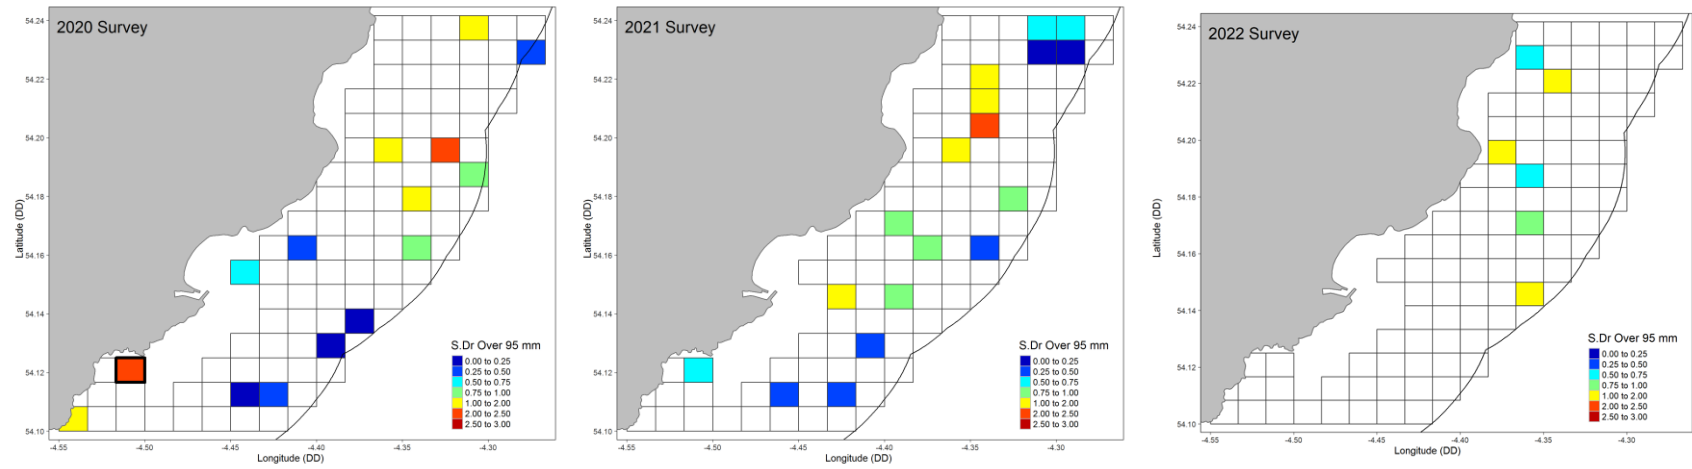 2020 Survey
54.24
54.22
54.20
54.18
54.16
54.14
54.12
54.10
Latitude (DD)
-4.55
-4.50
-4.45
-4.40
-4.35
-4.30
Longitude (DD)
S.Dr Over 95 mm
0.00 to 0.25
0.25 to 0.50
0.50 to 0.75
0.75 to 1.00
1.00 to 2.00
2.00 to 2.50
2.50 to 3.00
2021 Survey
54.24
54.22
54.20
54.18
54.16
54.14
54.12
54.10
Latitude (DD)
-4.55
-4.50
-4.45
-4.40
-4.35
-4.30
Longitude (DD)
S.Dr Over 95 mm
0.00 to 0.25
0.25 to 0.50
0.50 to 0.75
0.75 to 1.00
1.00 to 2.00
2.00 to 2.50
2.50 to 3.00
2022 Survey
54.24
54.22
54.20
54.18
54.16
54.14
54.12
54.10
Latitude (DD)
-4.55
-4.50
-4.45
-4.40
-4.35
-4.30
Longitude (DD)
S.Dr Over 95 mm
0.00 to 0.25
0.25 to 0.50
0.50 to 0.75
0.75 to 1.00
1.00 to 2.00
2.00 to 2.50
2.50 to 3.00